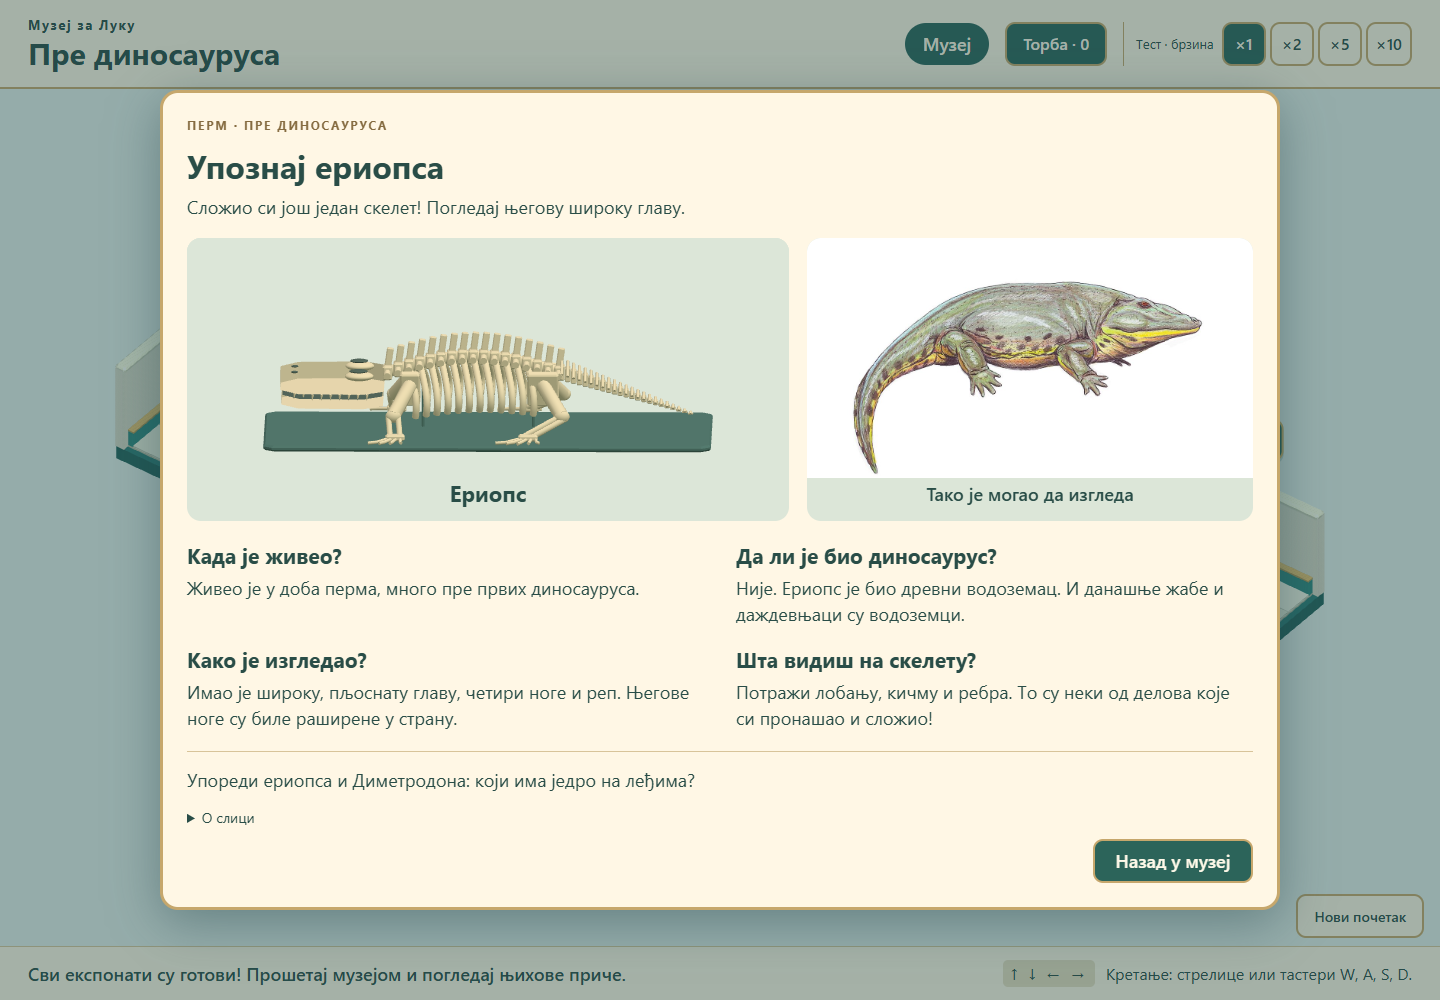 Музеј за Луку
Пре диносауруса
Музеј
Торба · 0
Тест · брзина
×1
×2
×5
×10
ПЕРМ · ПРЕ ДИНОСАУРУСА
Упознај ериопса
Сложио си још један скелет! Погледај његову широку главу.
Ериопс
Тако је могао да изгледа
Када је живео?
Живео је у доба перма, много пре првих диносауруса.
Да ли је био диносаурус?
Није. Ериопс је био древни водоземац. И данашње жабе и
даждевњаци су водоземци.
Како је изгледао?
Имао је широку, пљоснату главу, четири ноге и реп. Његове
ноге су биле раширене у страну.
Шта видиш на скелету?
Потражи лобању, кичму и ребра. То су неки од делова које
си пронашао и сложио!
Упореди ериопса и Диметродона: који има једро на леђима?
▶ О слици
Назад у музеј
Нови почетак
Сви експонати су готови! Прошетај музејом и погледај њихове приче.
↑ ↓ ← → Кретање: стрелице или тастери W, A, S, D.